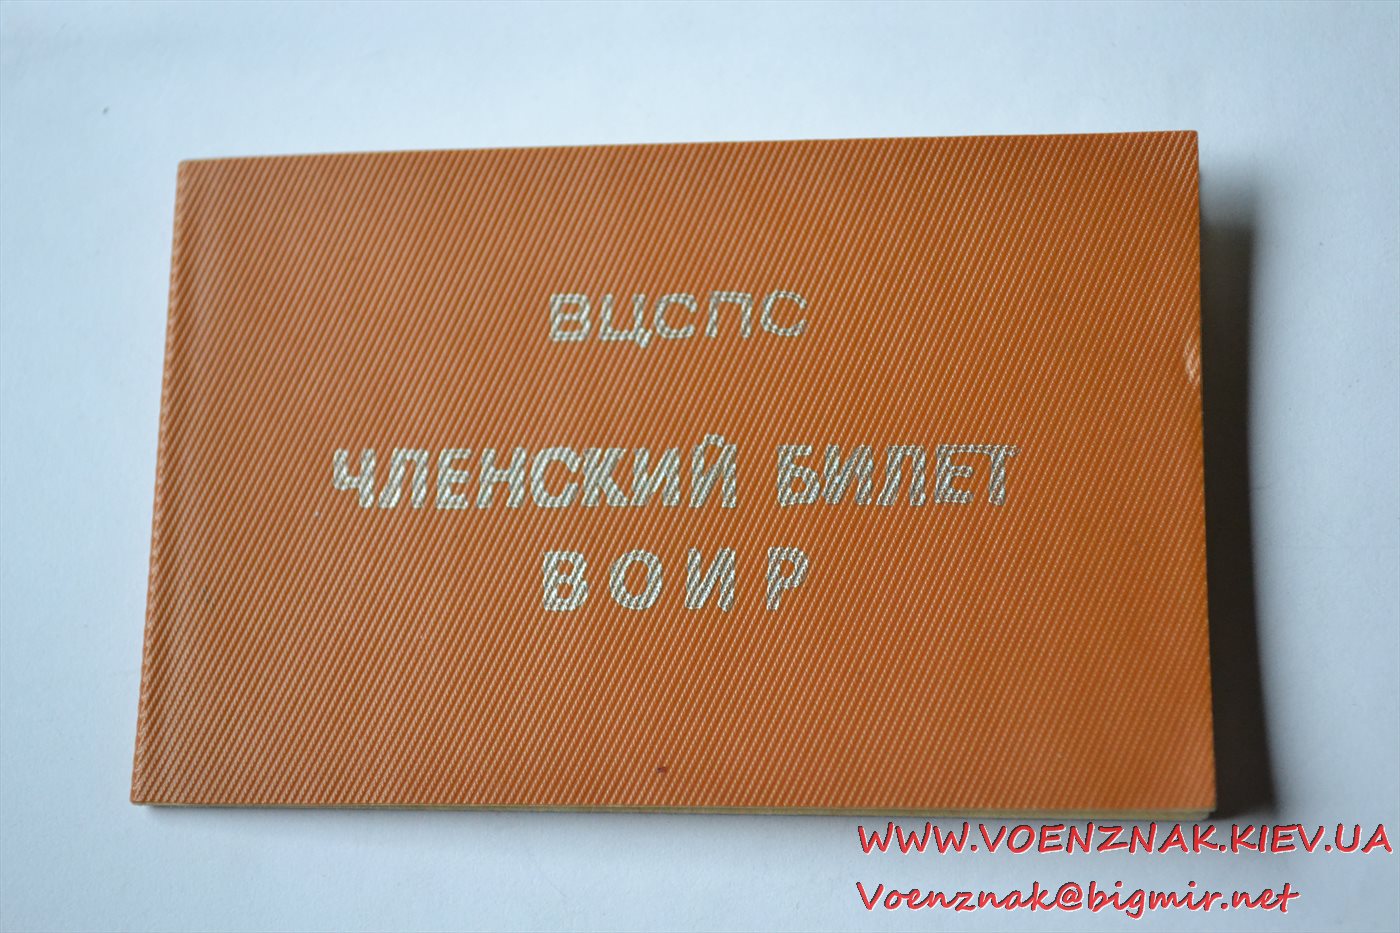 ВЦСПС
ЧЛЕНСКИЙ БИЛЕТ
ВОИР
WWW.VOENZNAK.KIEV.UA
Voenznak@bigmir.net